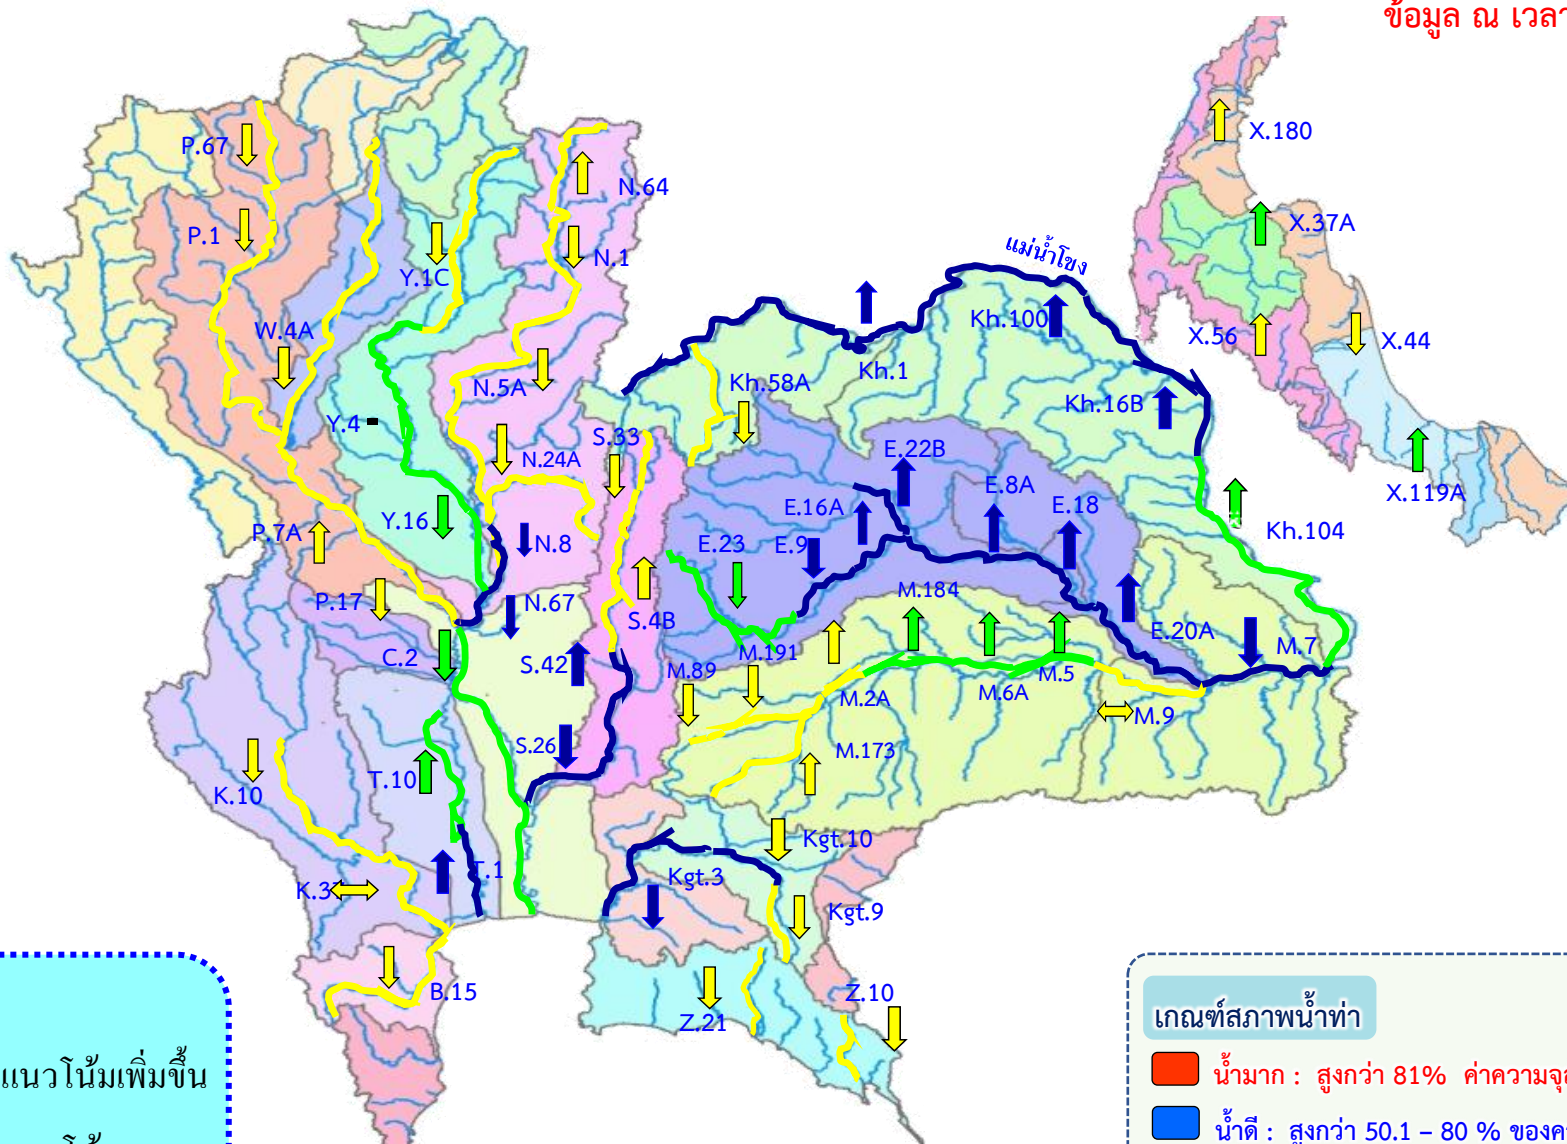 ข้อมูล ณ เวลา
P.67
P.1
W.4A
Y.1C
N.64
N.1
N.5A
Y.4
N.24A
S.33
Kh.58A
แม่น้ำโขง
Kh.1
Kh.100
Kh.16B
X.180
X.37A
X.56
X.44
X.119A
E.22B
E.8A
E.16A
E.18
E.9
E.23
Kh.104
P.7A
Y.16
N.8
P.17
N.67
S.4B
M.184
E.20A
C.2
S.42
M.89
M.191
M.2A
M.6A
M.5
M.7
M.9
S.26
M.173
K.10
T.10
T.1
Kgt.10
Kgt.3
Kgt.9
B.15
Z.21
Z.10
แนวโน้มเพิ่มขึ้น
เกณฑ์สภาพน้ำท่า
น้ำมาก : สูงกว่า 81% ค่าความจุ
น้ำดี : สูงกว่า 50.1 – 80 % ของ